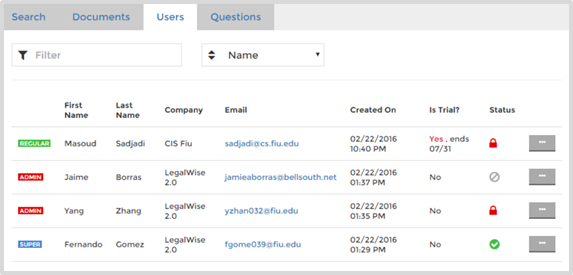 Search Documents Users Questions
Filter Name
First Name Last Name Company Email Created On Is Trial? Status
REGULAR Masoud Sadjadi CIS Fiu sadjadi@cs.fiu.edu 02/22/2016 10:40 PM Yes , ends 07/31
ADMIN Jaime Borras LegalWise 2.0 jamieaborras@bellsouth.net 02/22/2016 01:37 PM No
ADMIN Yang Zhang LegalWise 2.0 yzhan032@fiu.edu 02/22/2016 01:35 PM No
SUPER Fernando Gomez LegalWise 2.0 fgome039@fiu.edu 02/22/2016 01:29 PM No